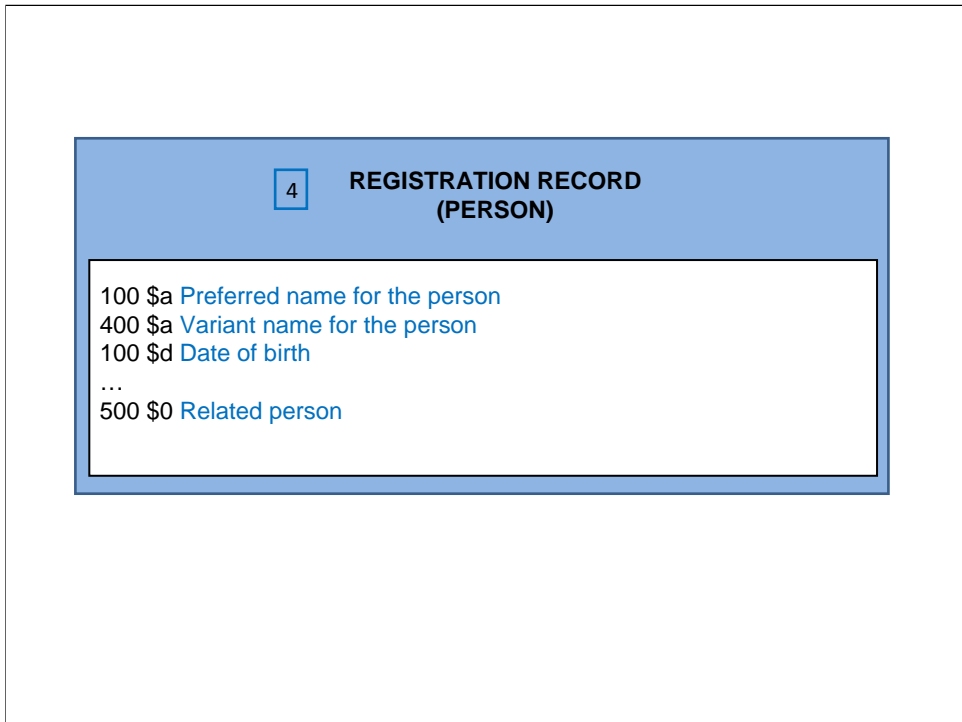 4
REGISTRATION RECORD
(PERSON)
100 $a Preferred name for the person
400 $a Variant name for the person
100 $d Date of birth
…
500 $0 Related person